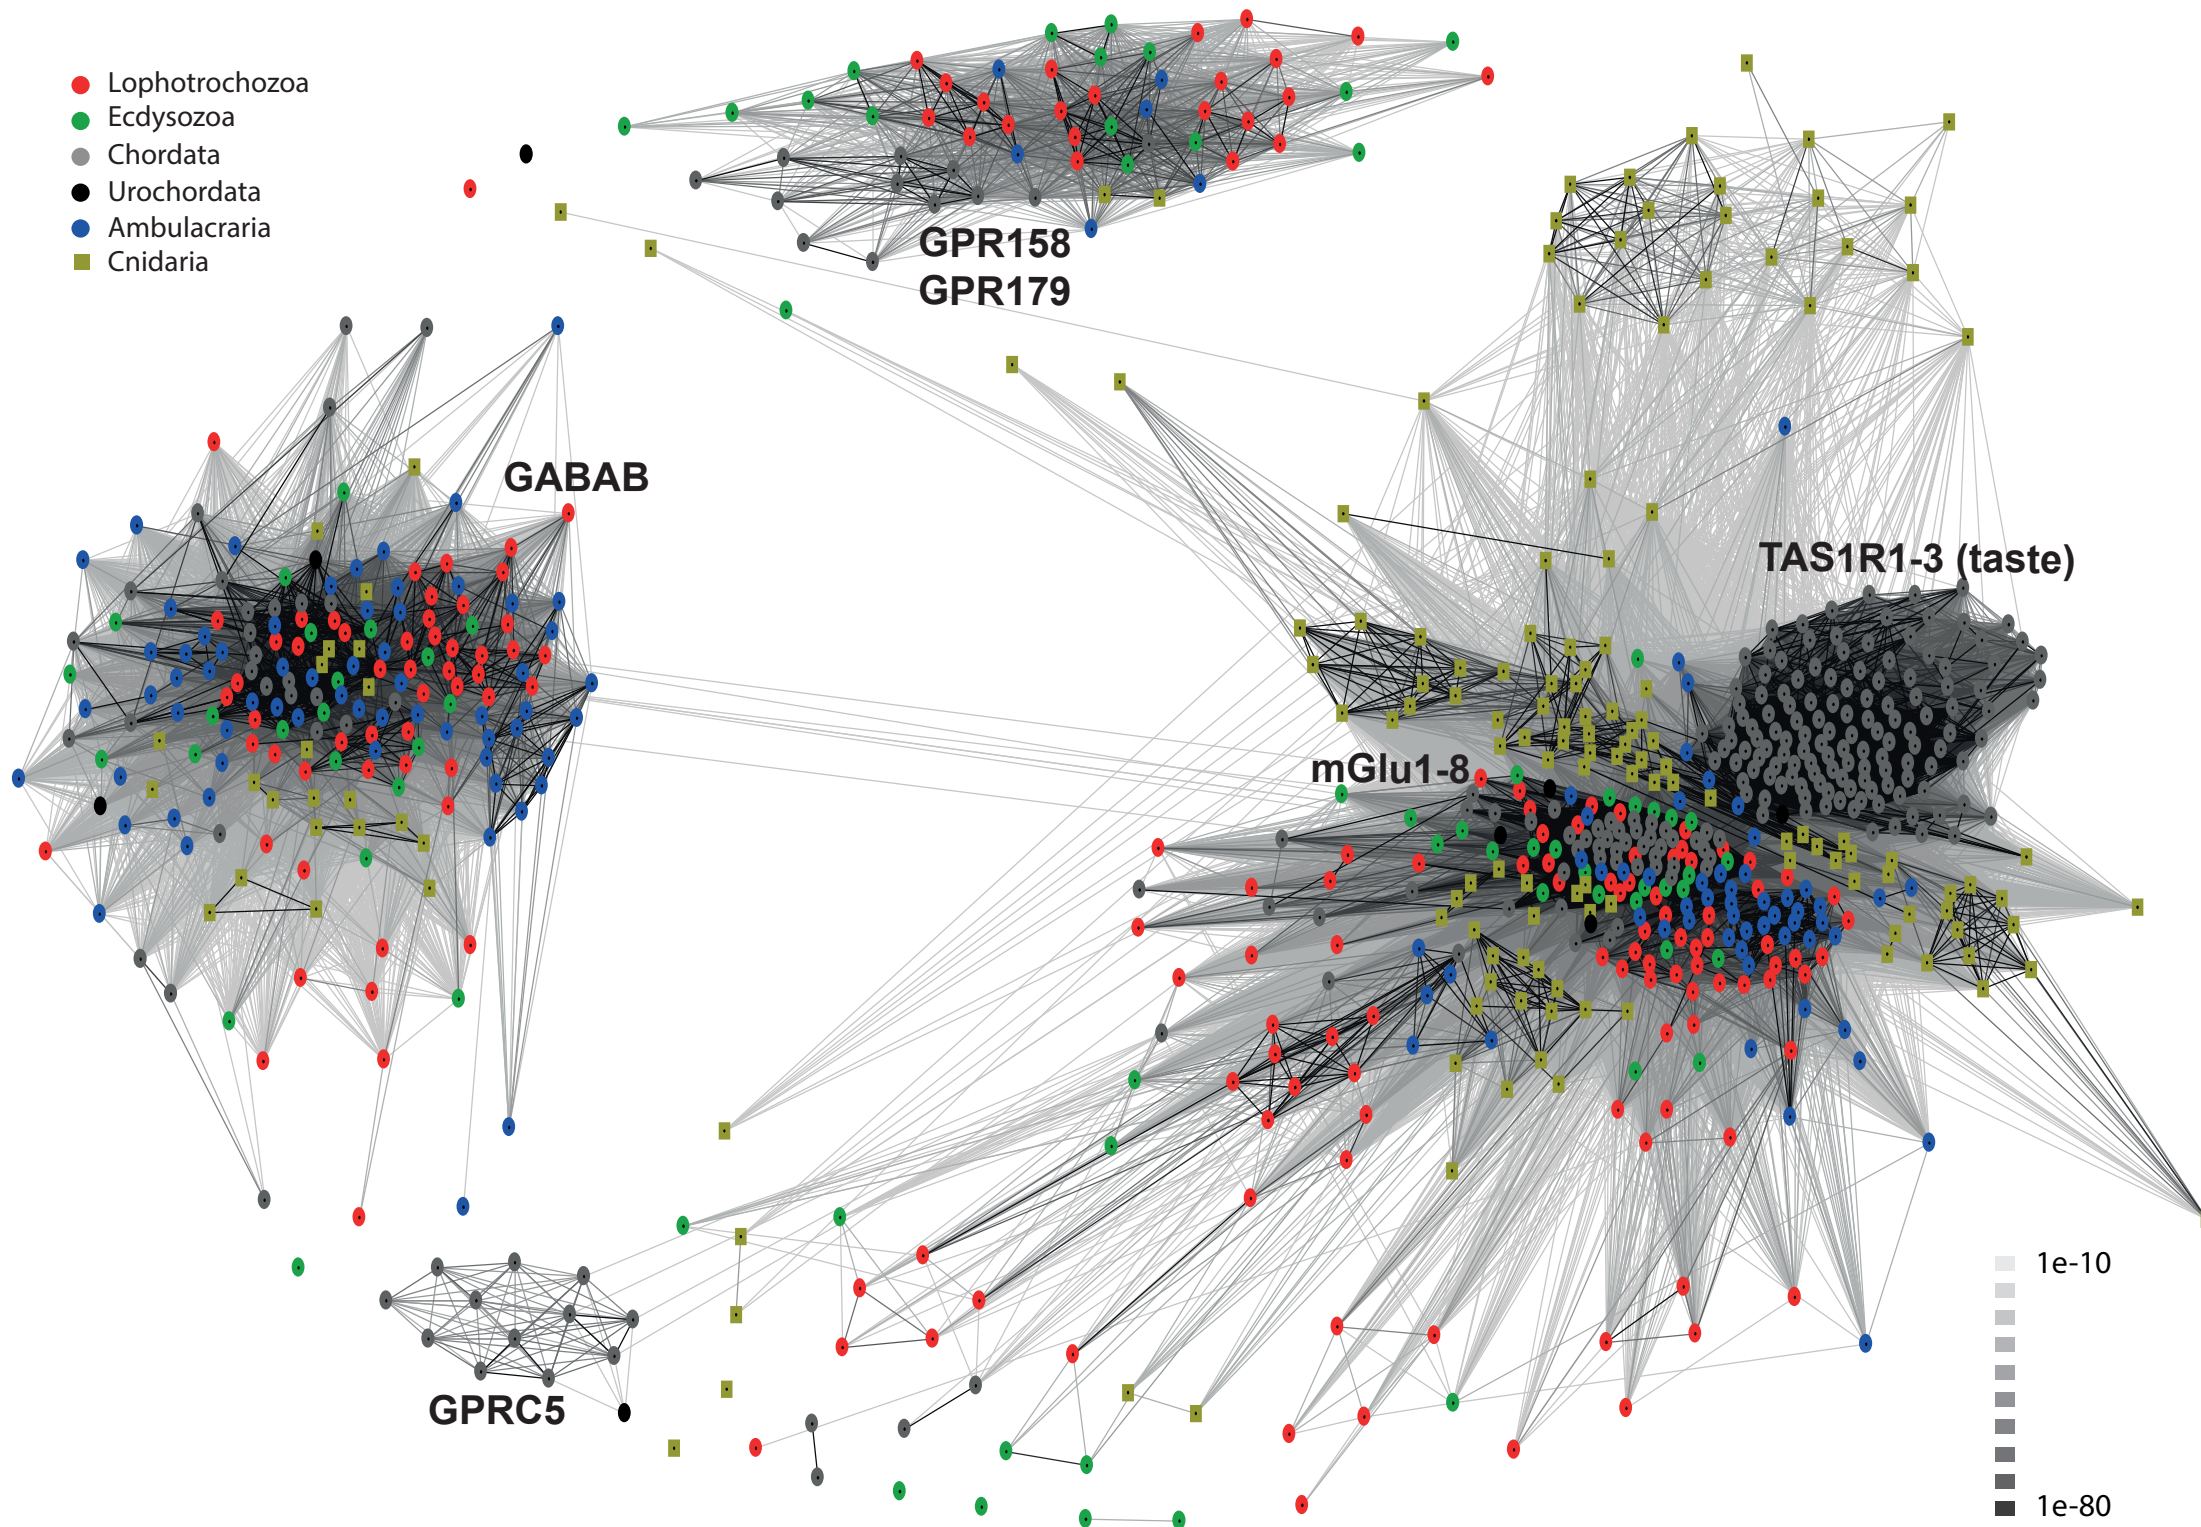 Lophotrochozoa
Ecdysozoa
Chordata
Urochordata
Ambulacraria
Cnidaria
GPR158
GPR179
GABAB
TAS1R1-3 (taste)
mGlu1-8
GPRC5
1e-10
1e-80